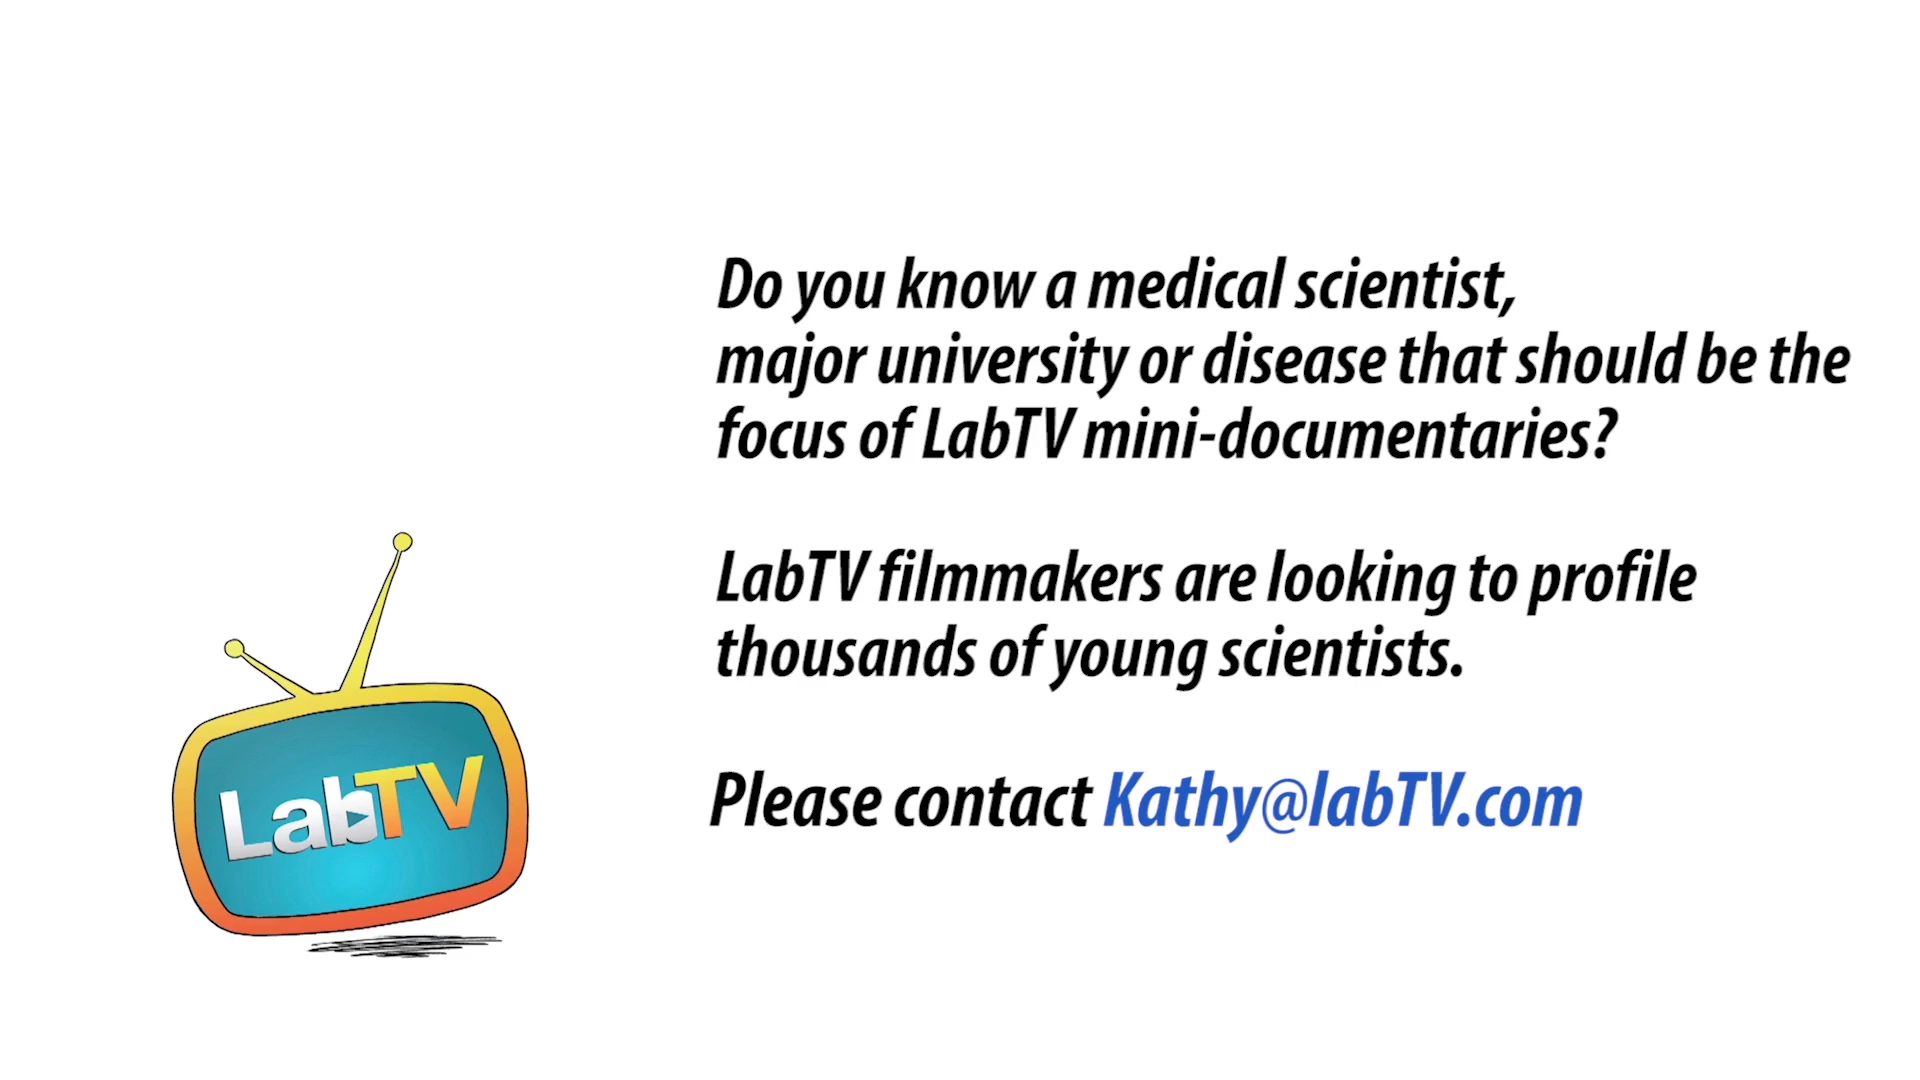 Do you know a medical scientist,
major university or disease that should be the
focus of LabTV mini-documentaries?
LabTV filmmakers are looking to profile
thousands of young scientists.
Please contact Kathy@labTV.com
LabTV